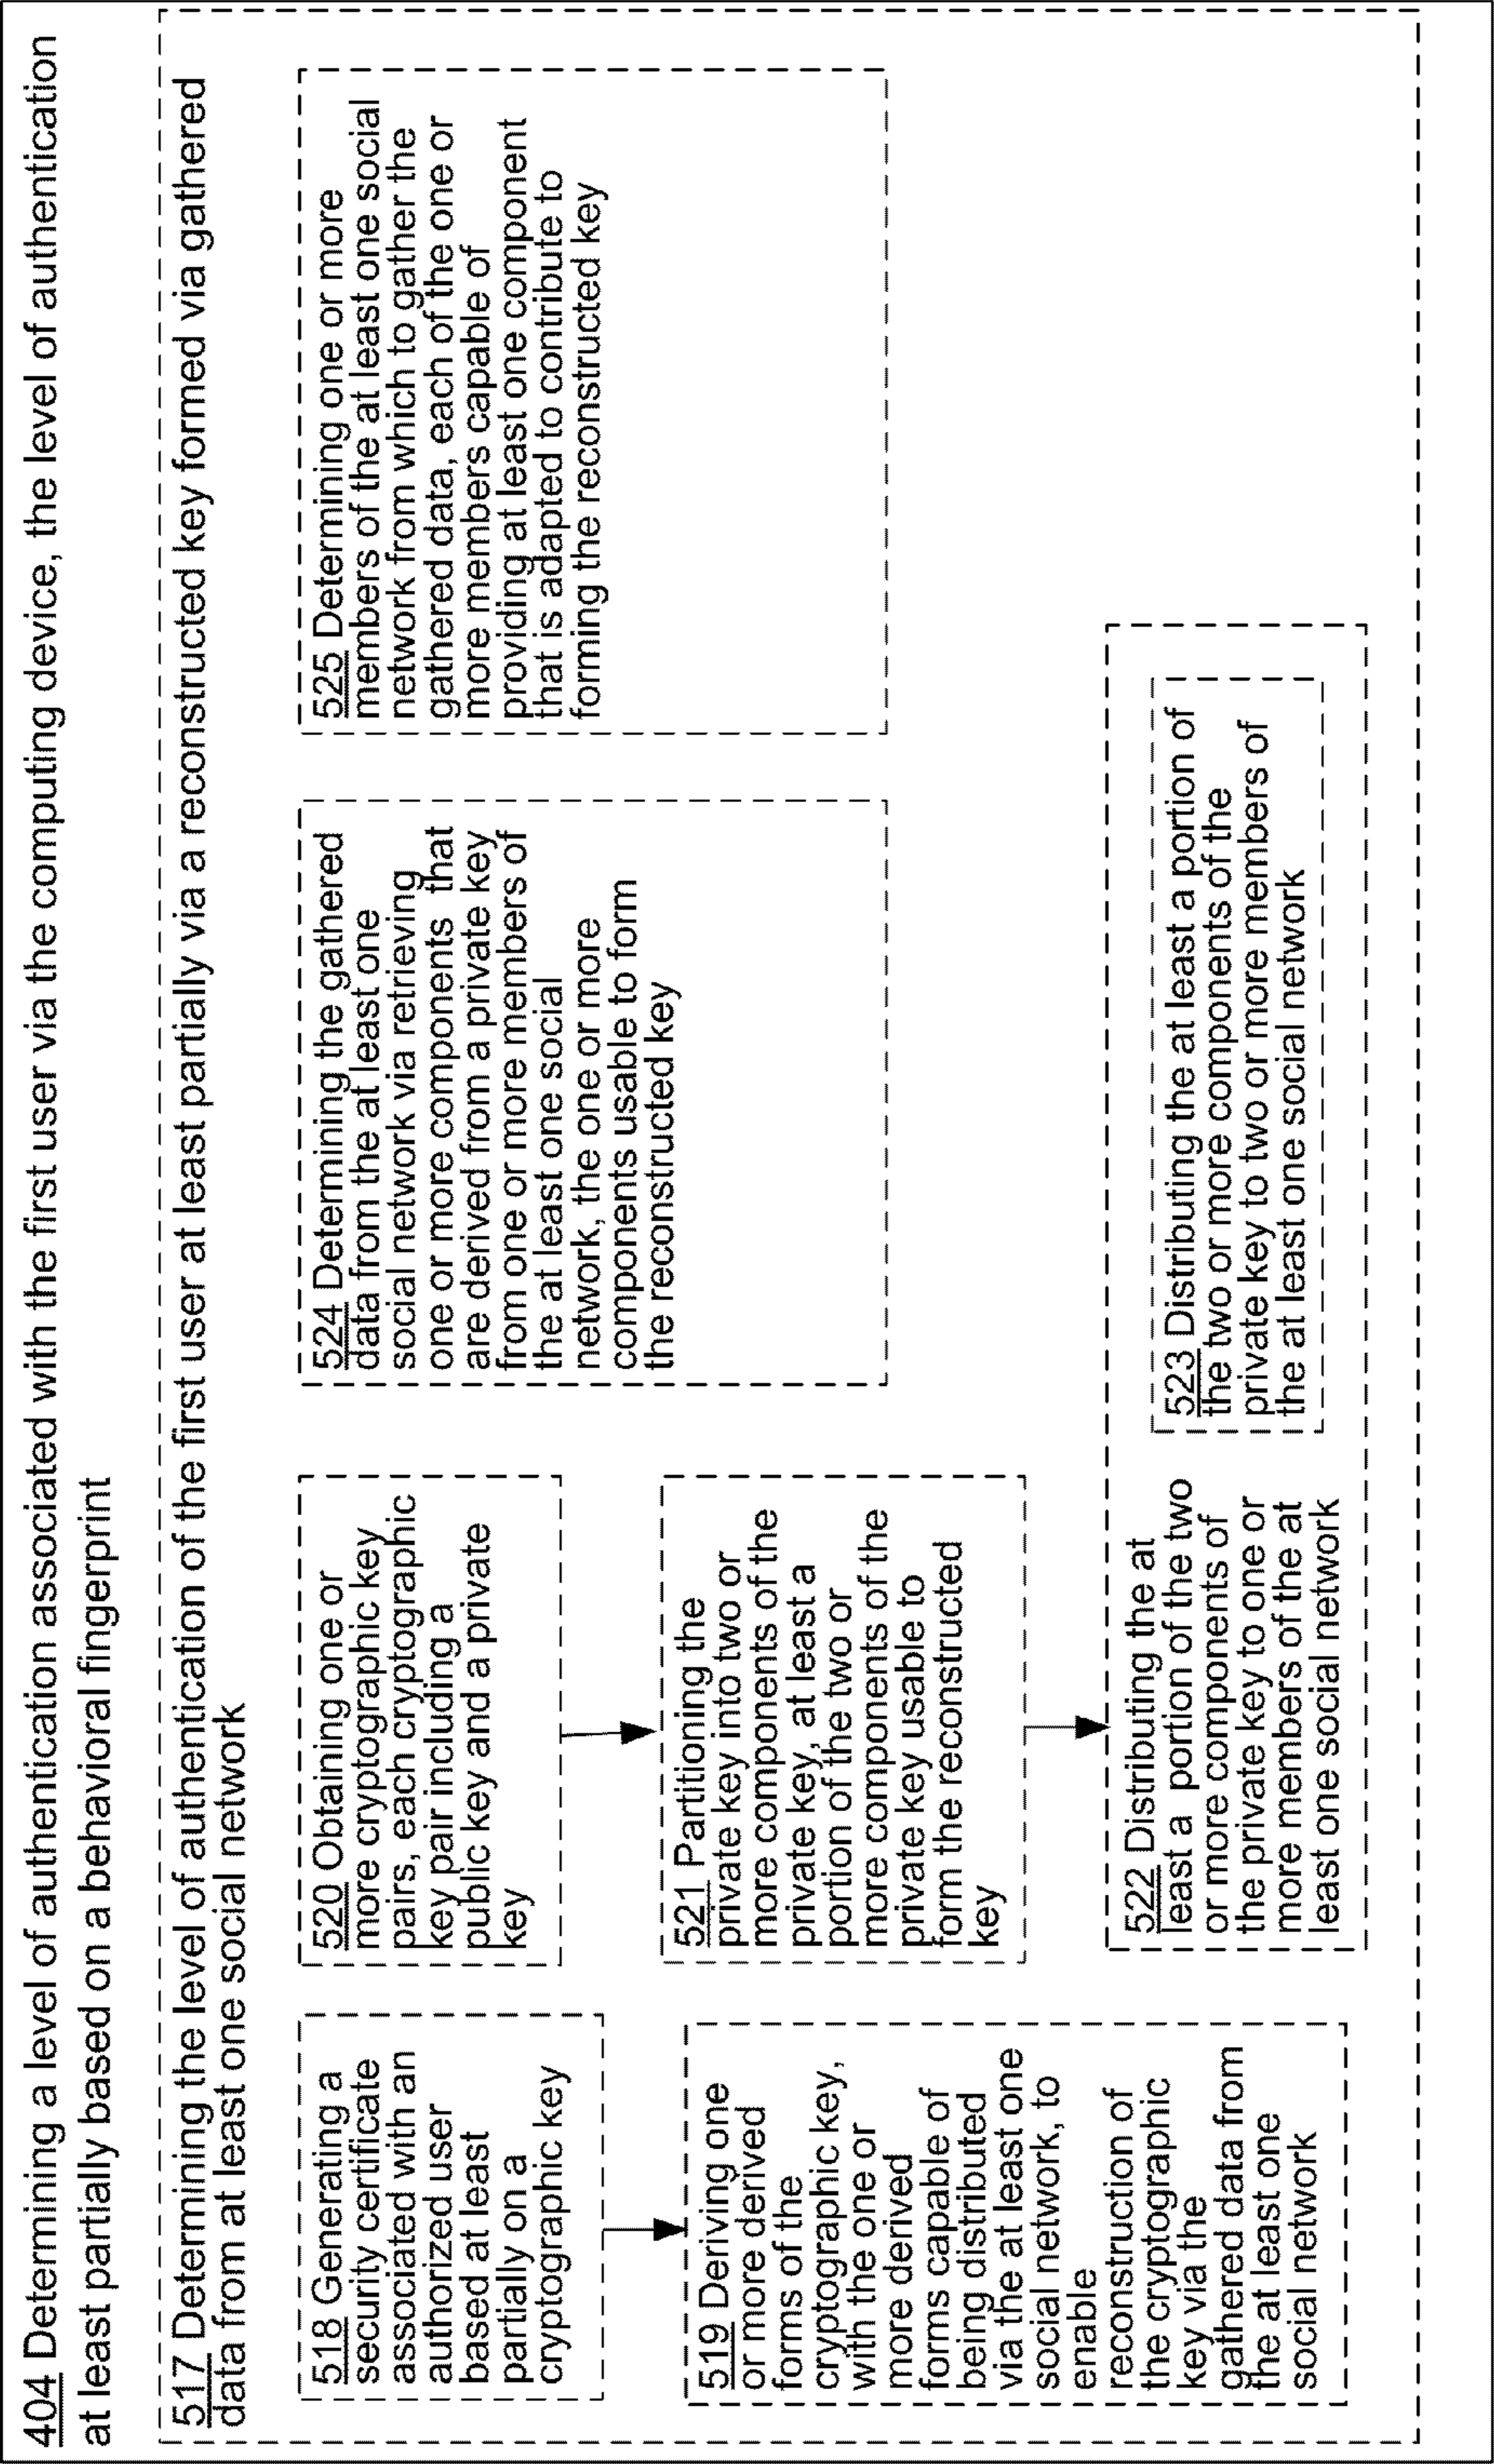 404 Determining a level of authentication associated with the first user via the computing device, the level of authentication
at least partially based on a behavioral fingerprint
517 Determining the level of authentication of the first user at least partially via a reconstructed key formed via gathered
data from at least one social network
518 Generating a
security certificate
associated with an
authorized user
based at least
partially on a
cryptographic key
519 Deriving one
or more derived
forms of the
cryptographic key,
with the one or
more derived
forms capable of
being distributed
via the at least one
social network, to
enable
reconstruction of
the cryptographic
key via the
gathered data from
the at least one
social network
520 Obtaining one or
more cryptographic key
pairs, each cryptographic
key pair including a
public key and a private
key
521 Partitioning the
private key into two or
more components of the
private key, at least a
portion of the two or
more components of the
private key usable to
form the reconstructed
key
522 Distributing the at
least a portion of the two
or more components of
the private key to one or
more members of the at
least one social network
523 Distributing the at least a portion of
the two or more components of the
private key to two or more members of
the at least one social network
524 Determining the gathered
data from the at least one
social network via retrieving
one or more components that
are derived from a private key
from one or more members of
the at least one social
network, the one or more
components usable to form
the reconstructed key
525 Determining one or more
members of the at least one social
network from which to gather the
gathered data, each of the one or
more members capable of
providing at least one component
that is adapted to contribute to
forming the reconstructed key